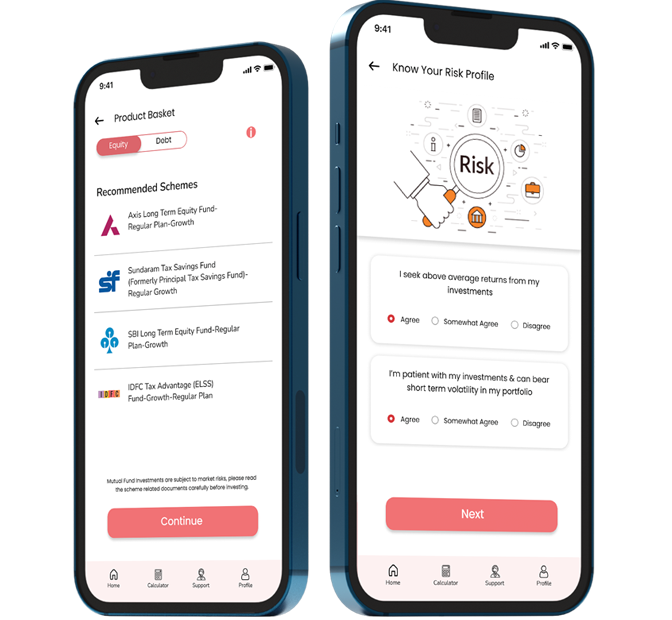 9:41
Product Basket
Equity
Debt
i
Recommended Schemes
Axis Long Term Equity Fund-
Regular Plan-Growth
sf
Sundaram Tax Savings Fund
(Formerly Principal Tax Savings Fund)-
Regular Growth
SBI Long Term Equity Fund-Regular
Plan-Growth
IDFC
IDFC Tax Advantage (ELSS)
Fund-Growth-Regular Plan
Mutual Fund Investments are subject to market risks, please read
the scheme related documents carefully before investing.
Continue
Home
Calculator
Support
Profile
9:41
Know Your Risk Profile
i
Risk
I seek above average returns from my
investments
Agree
Somewhat Agree
Disagree
I'm patient with my investments & can bear
short term volatility in my portfolio
Agree
Somewhat Agree
Disagree
Next
Home
Calculator
Support
Profile